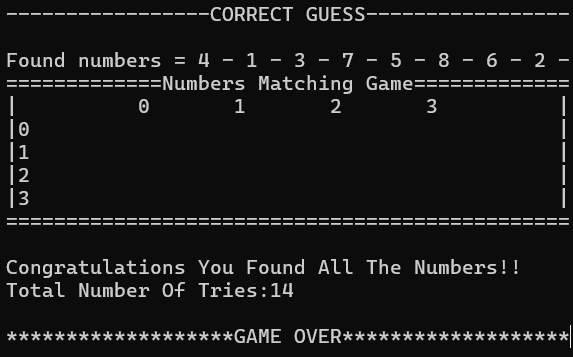 -----------------CORRECT GUESS-----------------
Found numbers = 4 - 1 - 3 - 7 - 5 - 8 - 6 - 2 -
=============Numbers Matching Game=============
|          0       1       2       3          |
|0                                            |
|1                                            |
|2                                            |
|3                                            |
===============================================
Congratulations You Found All The Numbers!!
Total Number Of Tries:14
*******************GAME OVER*******************